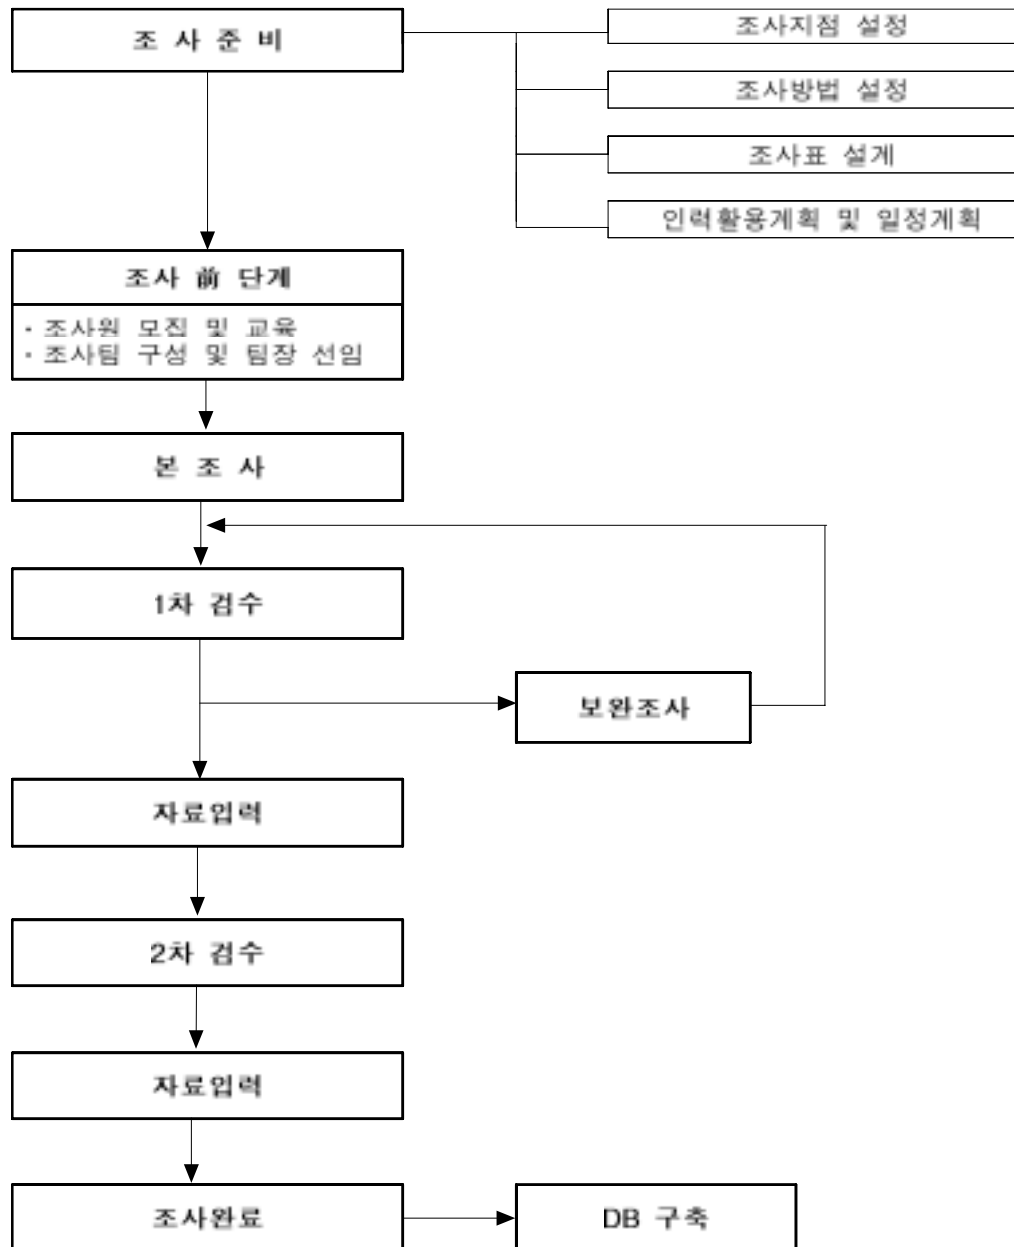 조 사 준 비
조사지점 설정
조사방법 설정
조사표 설계
인력활용계획 및 일정계획
조사 前 단계
· 조사원 모집 및 교육
· 조사팀 구성 및 팀장 선임
본 조 사
1차 검수
보완조사
자료입력
2차 검수
자료입력
조사완료
DB 구축